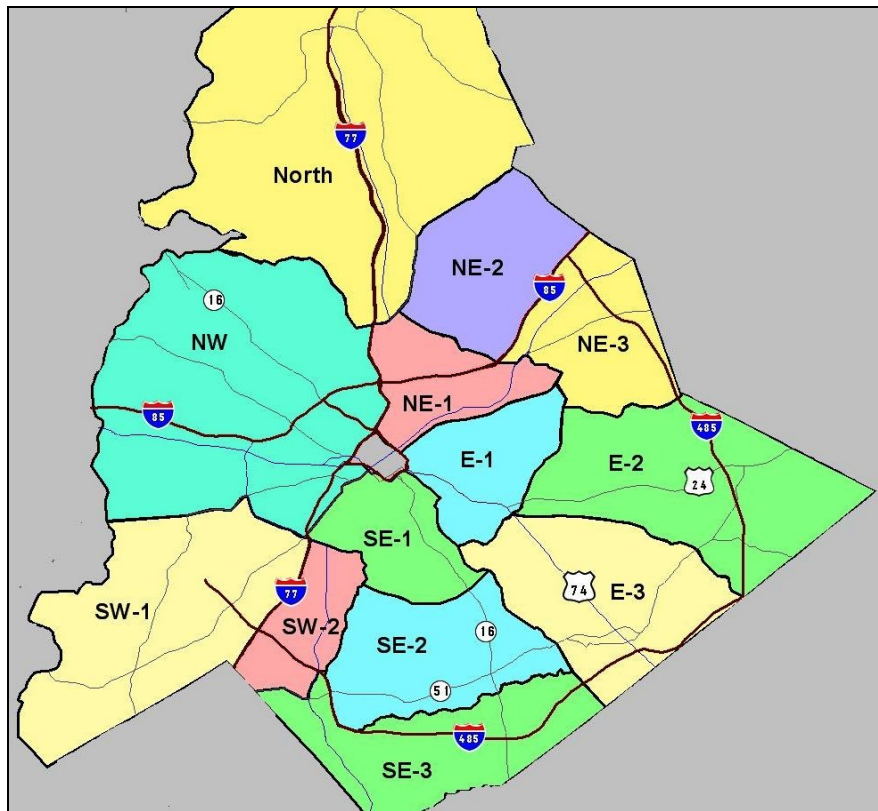 77
North
NE-2
85
16
NW
NE-3
NE-1
85
485
E-1
E-2
24
SE-1
74
E-3
77
SW-1
SW-2
16
SE-2
51
485
SE-3